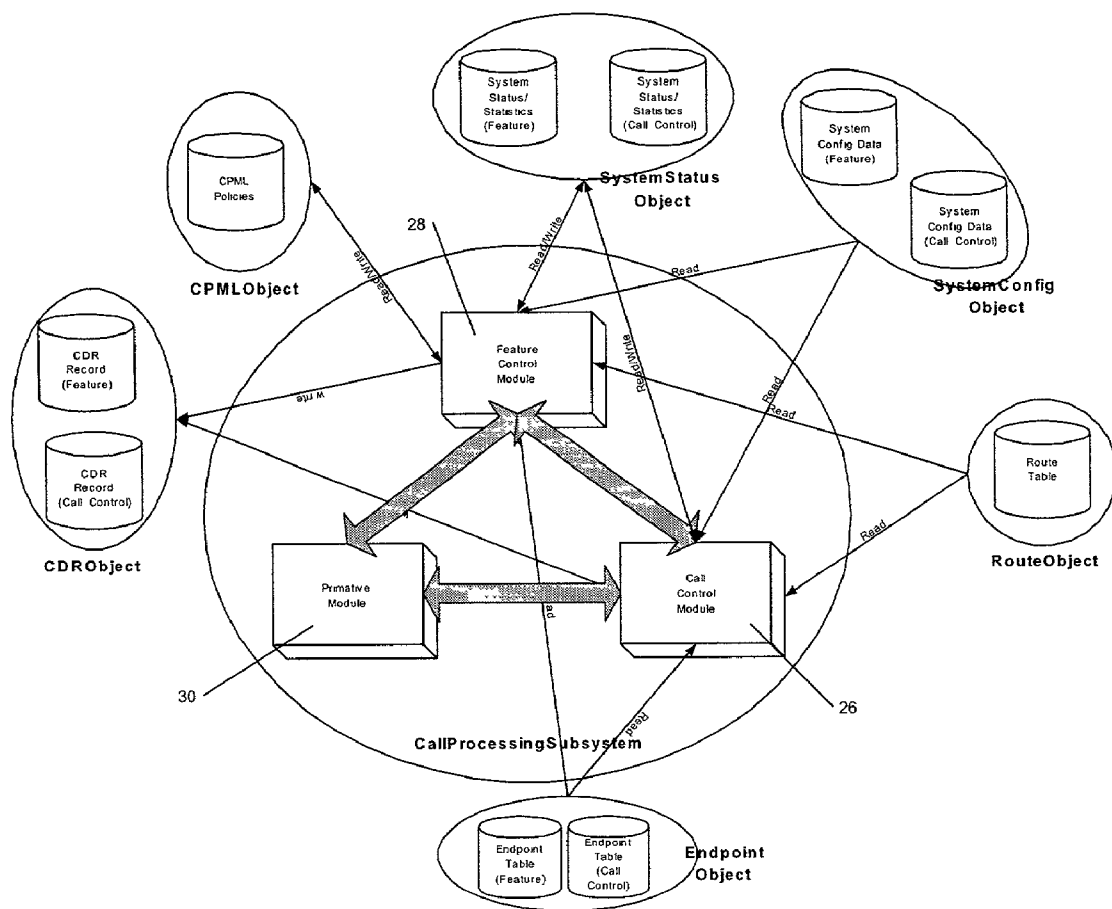 System
Status/
Statistics
(Feature)
System
Status/
Statistics
(Call Control)
SystemStatus
Object
System
Config Data
(Feature)
System
Config Data
(Call Control)
SystemConfig
Object
CPML
Policies
CPMLObject
28
Read/Write
Read/Write
Read
Read/Write
Read
Read
CDR
Record
(Feature)
CDR
Record
(Call Control)
CDRObject
Write
Feature
Control
Module
Route
Table
RouteObject
Read
Primative
Module
Call
Control
Module
30
26
Read
CallProcessingSubsystem
Endpoint
Table
(Feature)
Endpoint
Table
(Call
Control)
Endpoint
Object